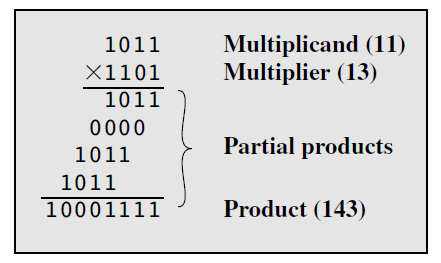 1011 Multiplicand (11)
×1101 Multiplier (13)
1011
0000
Partial products
1011
1011
10001111 Product (143)